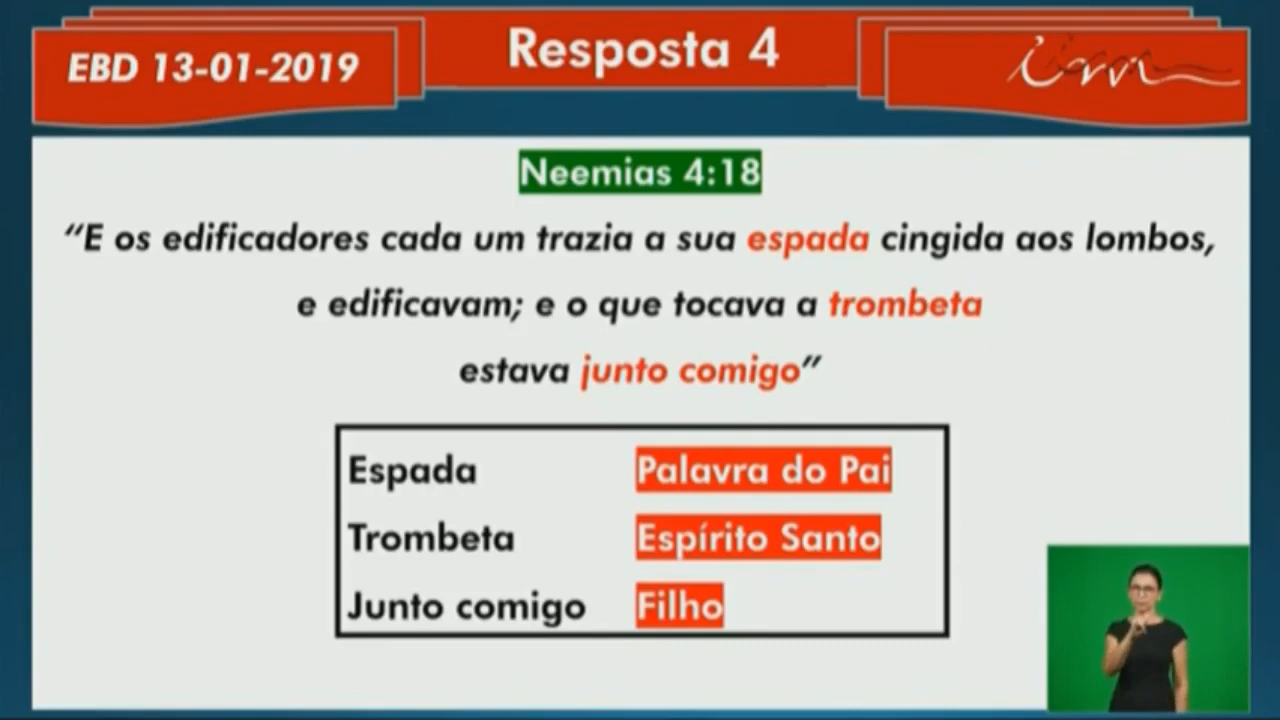 EBD 13-01-2019
Resposta 4
Neemias 4:18
“E os edificadores cada um trazia a sua espada cingida aos lombos,
e edificavam; e o que tocava a trombeta
estava junto comigo”
Espada Palavra do Pai
Trombeta Espírito Santo
Junto comigo Filho